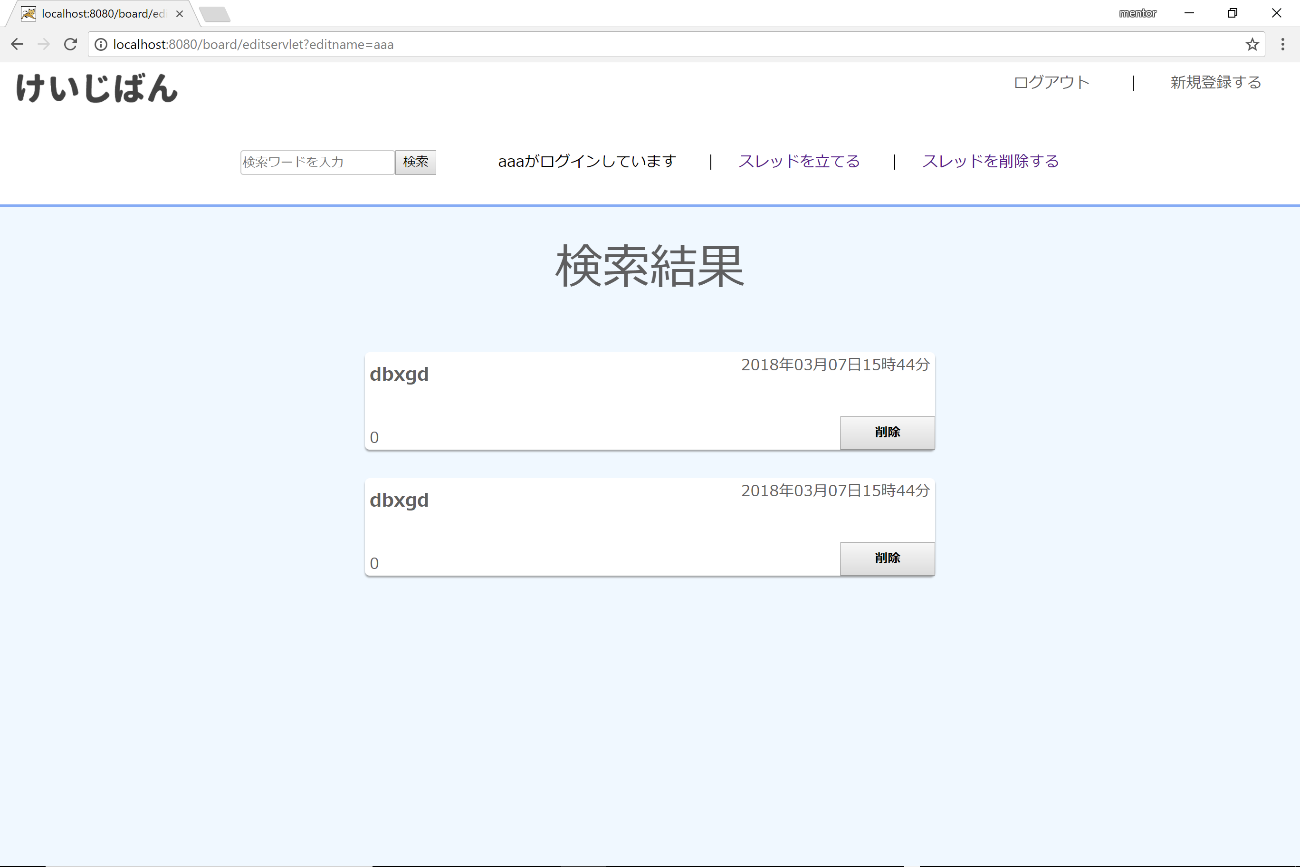 localhost:8080/board/edi
mentor
localhost:8080/board/editservlet?editname=aaa
けいじばん
ログアウト | 新規登録する
検索ワードを入力 検索 aaaがログインしています | スレッドを立てる | スレッドを削除する
検索結果
2018年03月07日15時44分
dbxgd
0
削除
2018年03月07日15時44分
dbxgd
0
削除